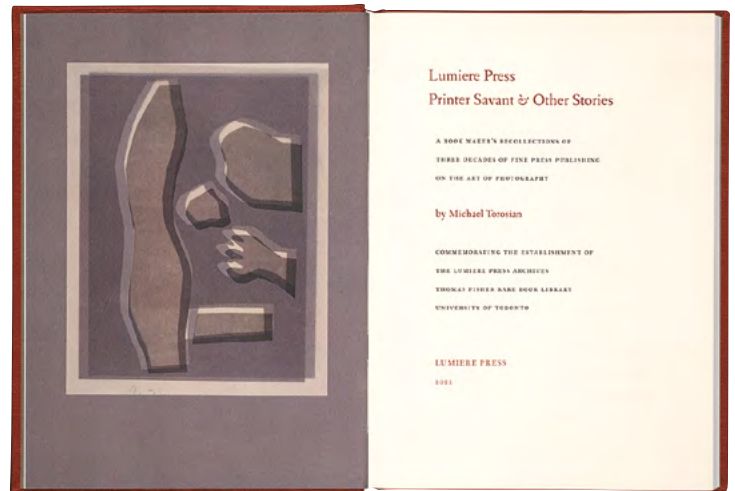 Lumiere Press
Printer Savant & Other Stories
A BOOK MAKER'S RECOLLECTIONS OF
THREE DECADES OF FINE PRESS PUBLISHING
ON THE ART OF PHOTOGRAPHY
by Michael Torosian
COMMEMORATING THE ESTABLISHMENT OF
THE LUMIERE PRESS ARCHIVES
THOMAS FISHER RARE BOOK LIBRARY
UNIVERSITY OF TORONTO
LUMIERE PRESS